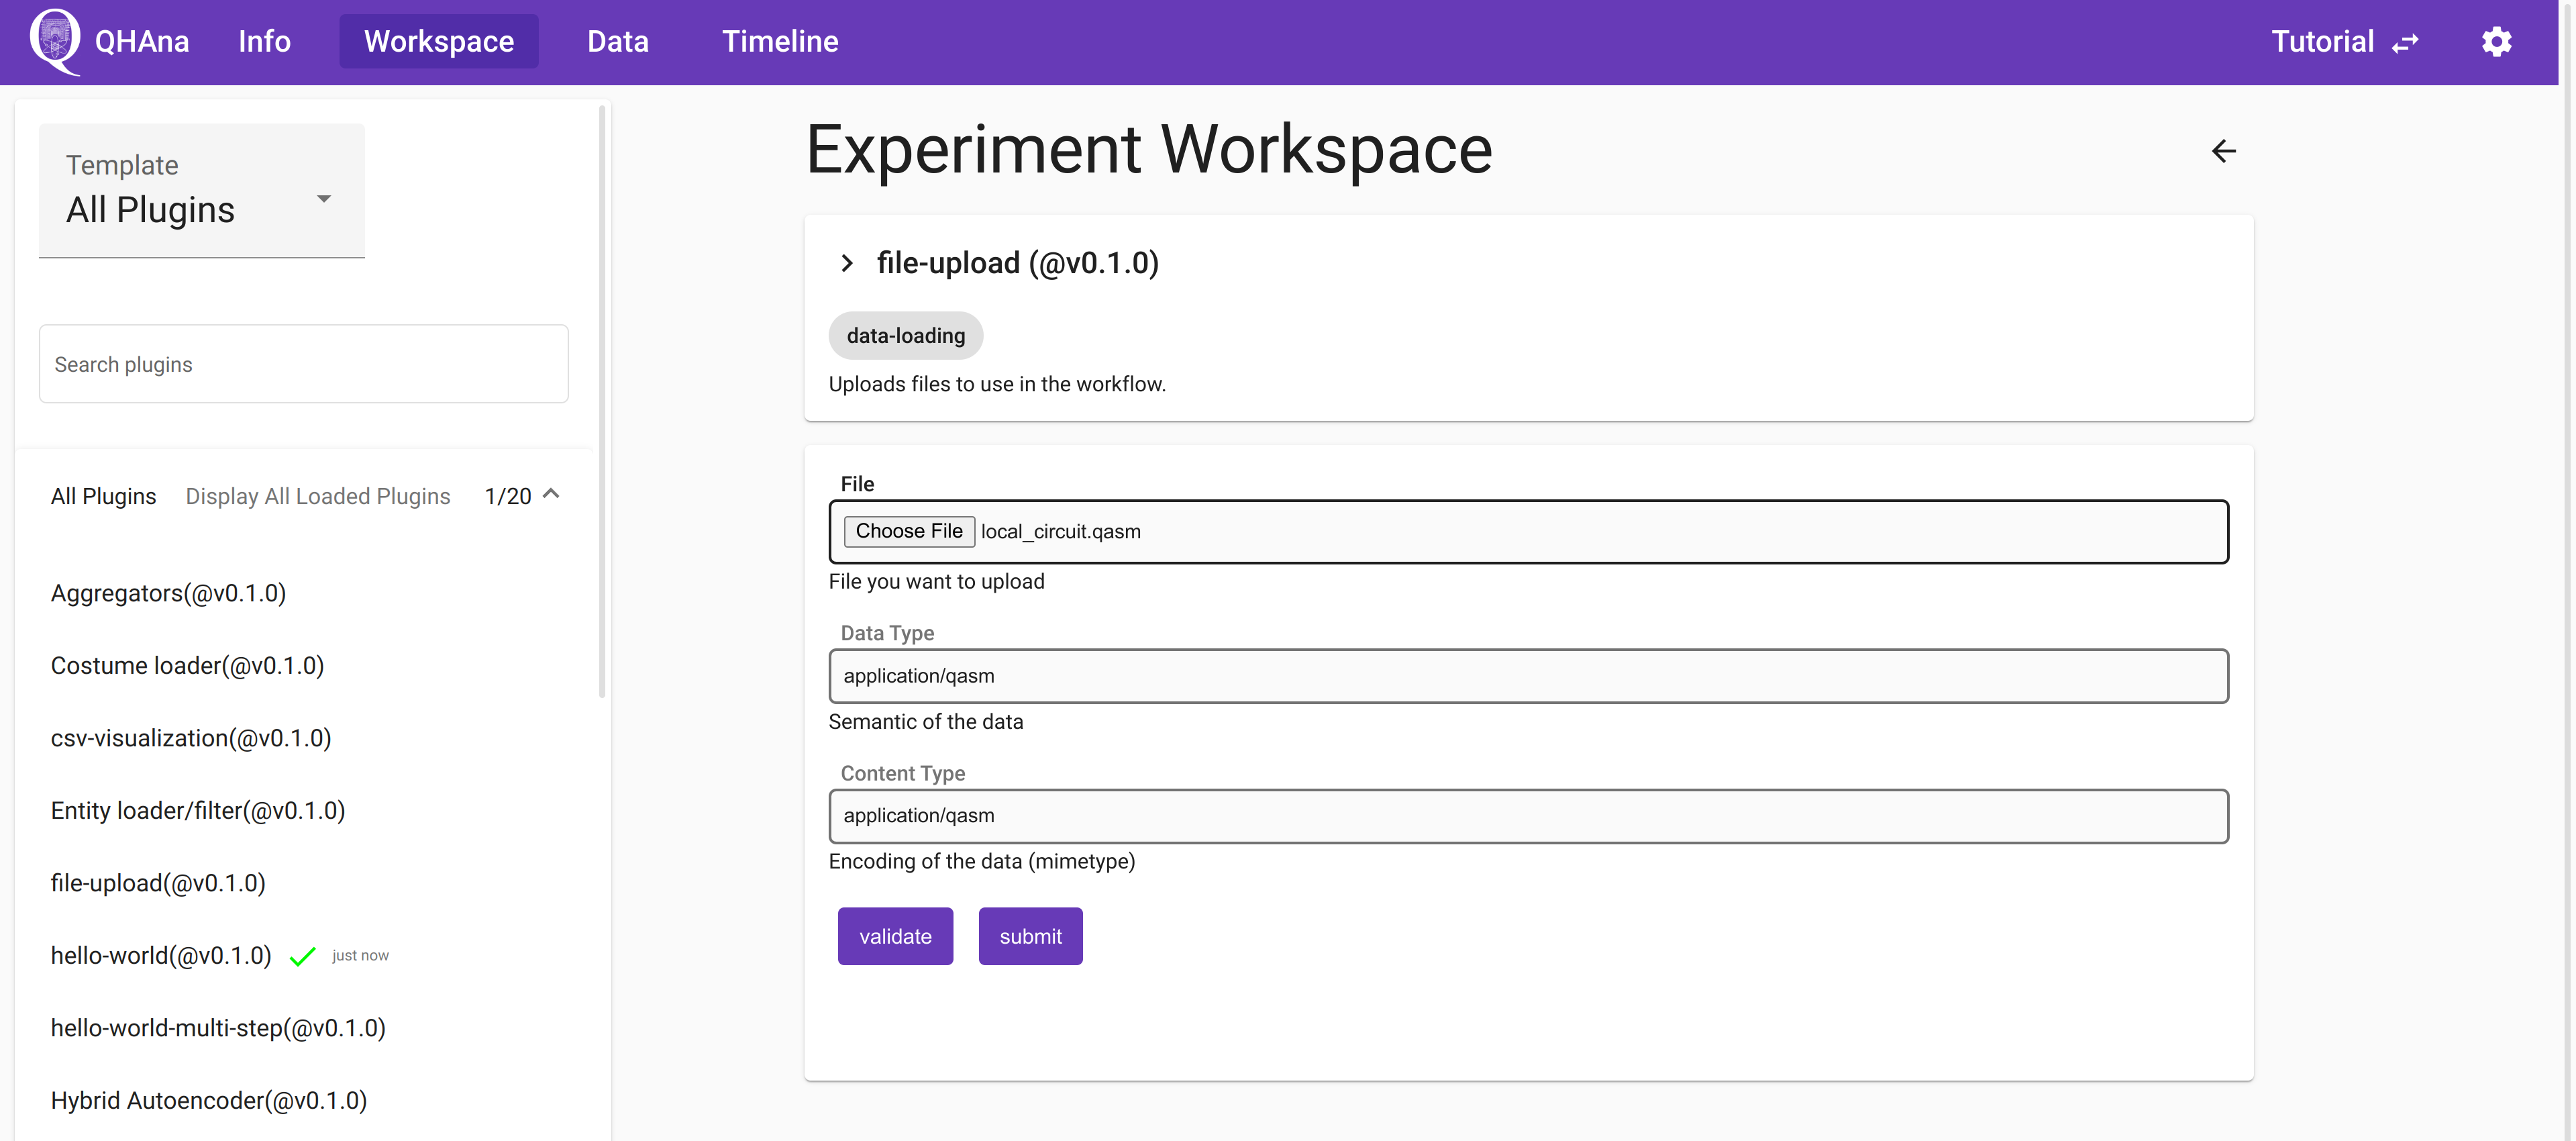 QHAna Info Workspace Data Timeline Tutorial
Template
All Plugins
Search plugins
All Plugins Display All Loaded Plugins 1/20
Aggregators(@v0.1.0)
Costume loader(@v0.1.0)
csv-visualization(@v0.1.0)
Entity loader/filter(@v0.1.0)
file-upload(@v0.1.0)
hello-world(@v0.1.0) just now
hello-world-multi-step(@v0.1.0)
Hybrid Autoencoder(@v0.1.0)
Experiment Workspace
file-upload (@v0.1.0)
data-loading
Uploads files to use in the workflow.
File
Choose File local_circuit.qasm
File you want to upload
Data Type
application/qasm
Semantic of the data
Content Type
application/qasm
Encoding of the data (mimetype)
validate submit